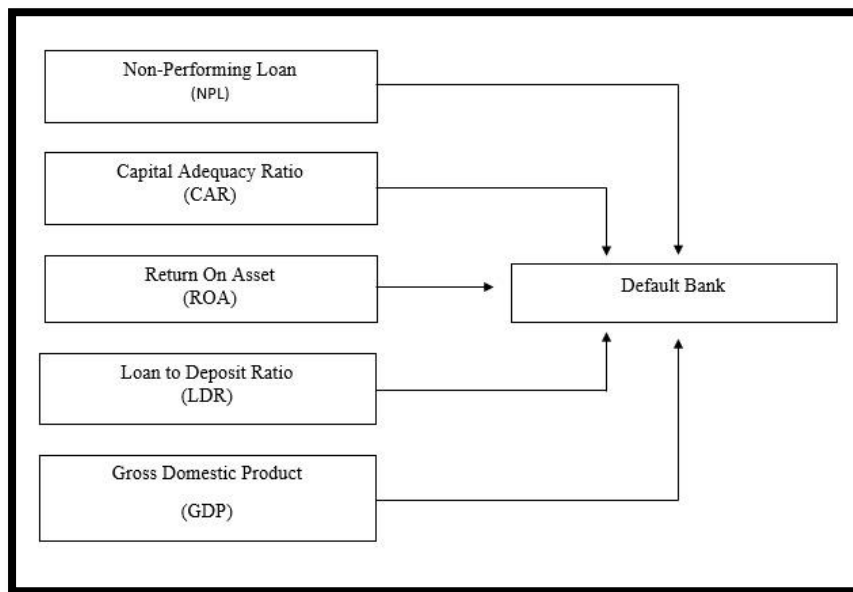 Non-Performing Loan
(NPL)
Capital Adequacy Ratio
(CAR)
Return On Asset
(ROA)
Default Bank
Loan to Deposit Ratio
(LDR)
Gross Domestic Product
(GDP)